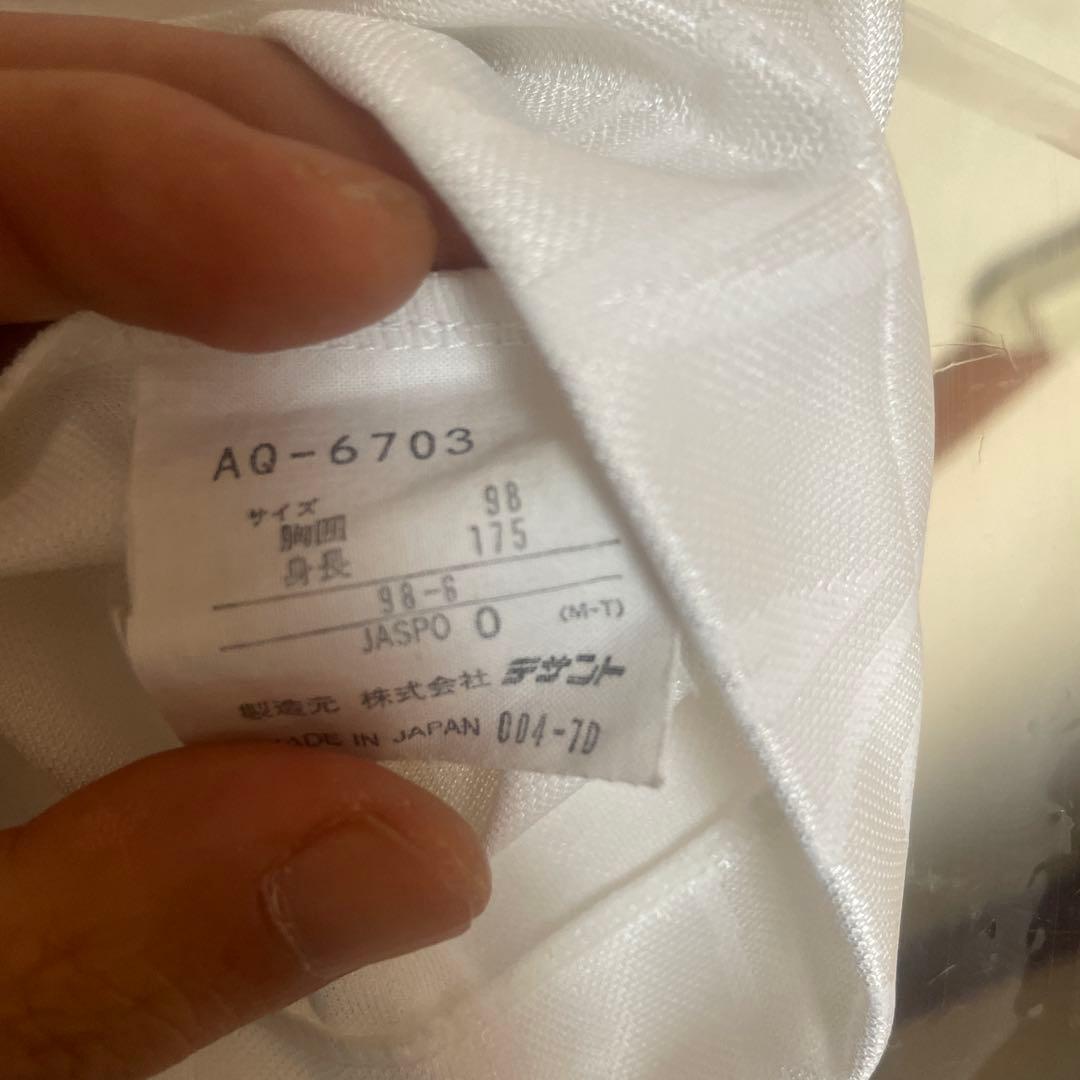 AQ-6703
サイズ
胸囲 98
身長 175
98-6
JASPO O (M-T)
製造元 株式会社 デサント
MADE IN JAPAN 004-7D